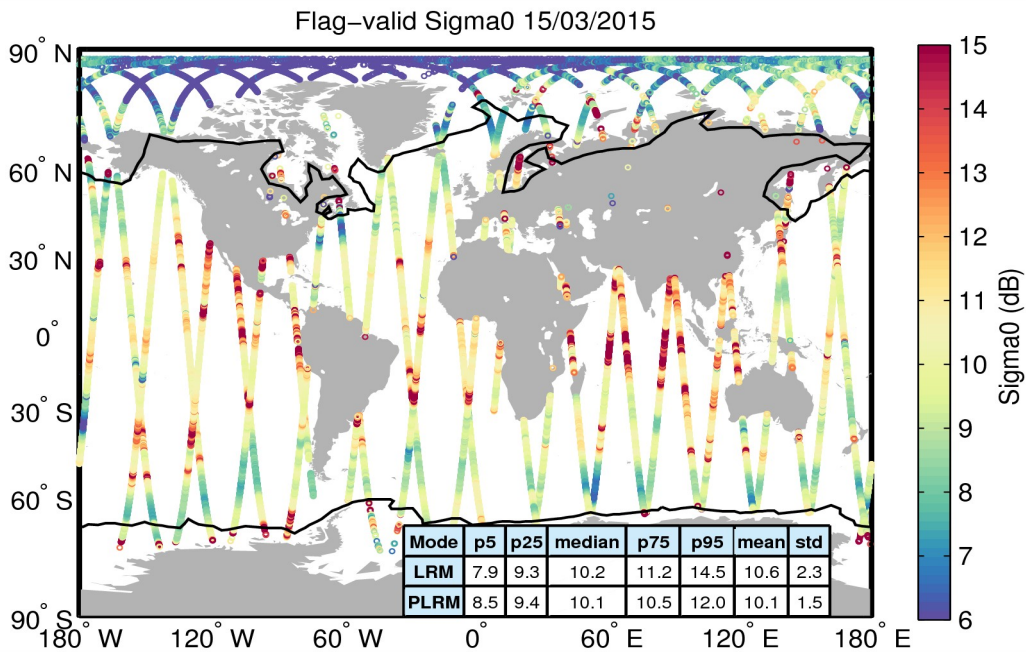 Flag−valid Sigma0 15/03/2015
90° N
60° N
30° N
0°
30° S
60° S
90° S
180° W
120° W
60° W
0°
60° E
120° E
180° E
Mode p5 p25 median p75 p95 mean std
LRM 7.9 9.3 10.2 11.2 14.5 10.6 2.3
PLRM 8.5 9.4 10.1 10.5 12.0 10.1 1.5
15
14
13
12
11
10
9
8
7
6
Sigma0 (dB)